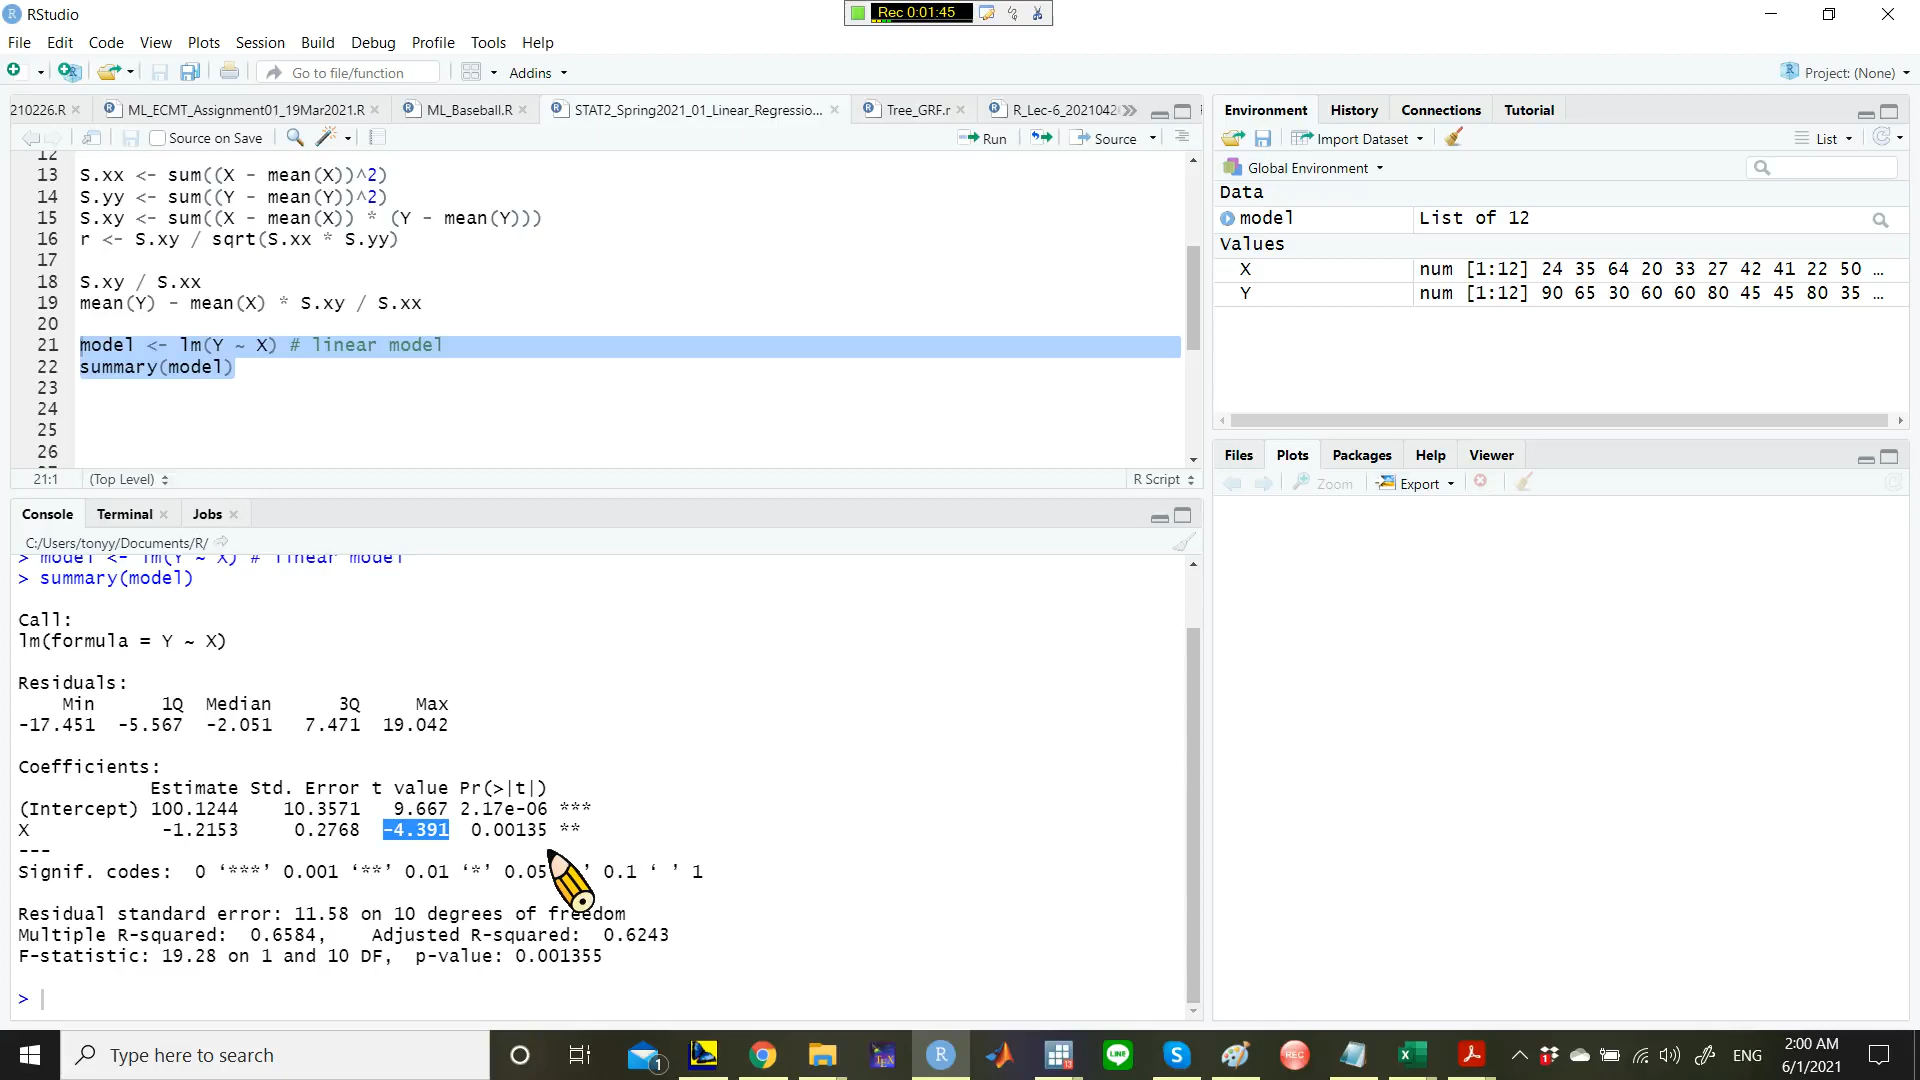 RStudio
Rec 0:01:45
File Edit Code View Plots Session Build Debug Profile Tools Help
Go to file/function Addins Project: (None)
210226.R ML_ECMT_Assignment01_19Mar2021.R ML_Baseball.R STAT2_Spring2021_01_Linear_Regressio... Tree_GRF.r R_Lec-6_2021042
Source on Save Run Source
12
13 S.xx <- sum((X - mean(X))^2)
14 S.yy <- sum((Y - mean(Y))^2)
15 S.xy <- sum((X - mean(X)) * (Y - mean(Y)))
16 r <- S.xy / sqrt(S.xx * S.yy)
17
18 S.xy / S.xx
19 mean(Y) - mean(X) * S.xy / S.xx
20
21 model <- lm(Y ~ X) # linear model
22 summary(model)
23
24
25
26
21:1 (Top Level) R Script
Console Terminal Jobs
C:/Users/tonyy/Documents/R/
> model <- lm(Y ~ X) # linear model
> summary(model)
Call:
lm(formula = Y ~ X)
Residuals:
Min 1Q Median 3Q Max
-17.451 -5.567 -2.051 7.471 19.042
Coefficients:
Estimate Std. Error t value Pr(>|t|)
(Intercept) 100.1244 10.3571 9.667 2.17e-06 ***
X -1.2153 0.2768 -4.391 0.00135 **
---
Signif. codes: 0 ‘***’ 0.001 ‘**’ 0.01 ‘*’ 0.05 ’ 0.1 ‘ ’ 1
Residual standard error: 11.58 on 10 degrees of freedom
Multiple R-squared: 0.6584, Adjusted R-squared: 0.6243
F-statistic: 19.28 on 1 and 10 DF, p-value: 0.001355
>
Environment History Connections Tutorial
Import Dataset List
Global Environment
Data
model List of 12
Values
X num [1:12] 24 35 64 20 33 27 42 41 22 50 ...
Y num [1:12] 90 65 30 60 60 80 45 45 80 35 ...
Files Plots Packages Help Viewer
Zoom Export
Type here to search
ENG
2:00 AM
6/1/2021